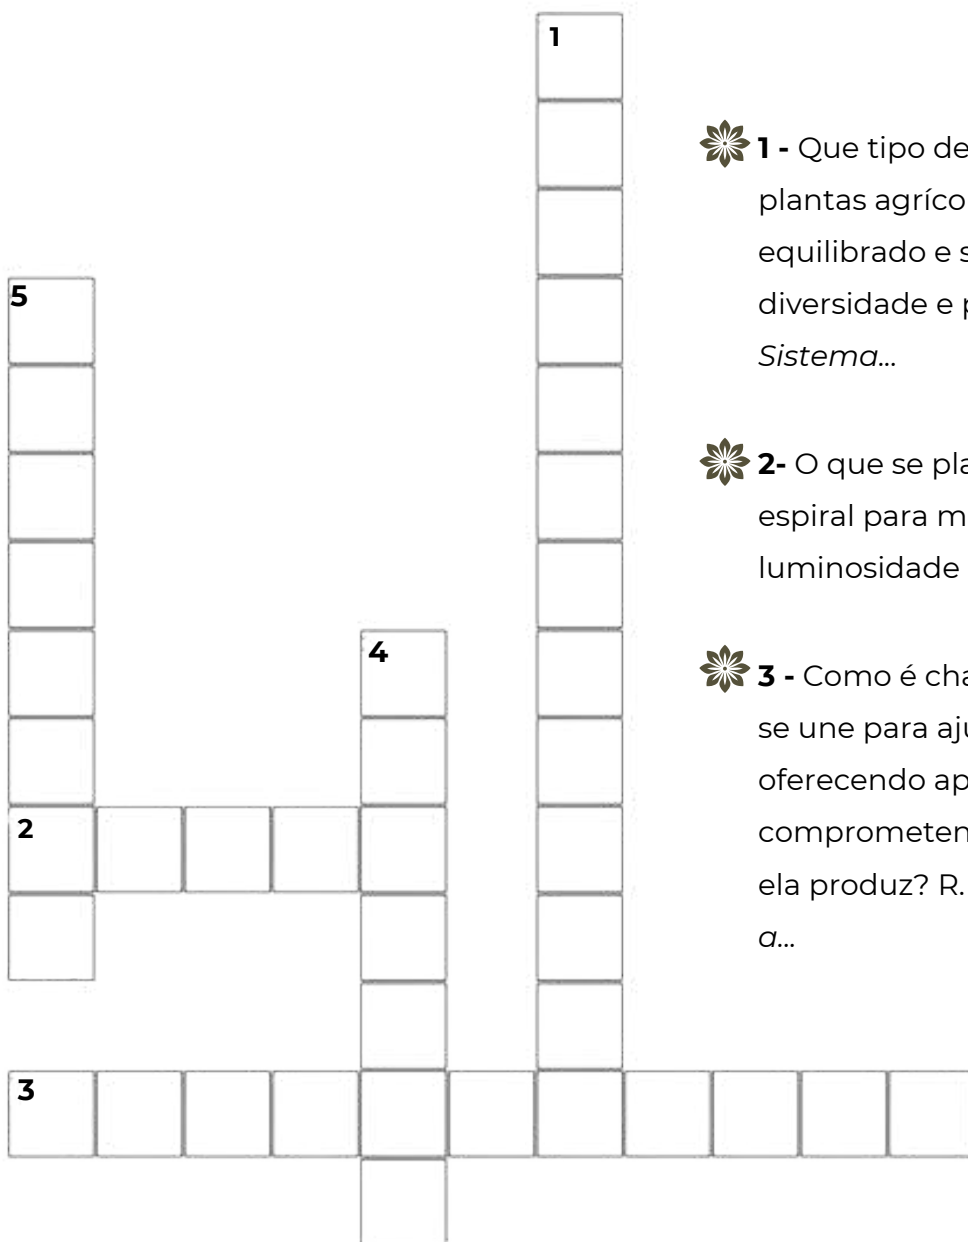 1
5
4
2
3
1 - Que tipo de
plantas agríco
equilibrado e s
diversidade e p
Sistema...
2- O que se pla
espiral para m
luminosidade
3 - Como é cha
se une para aju
oferecendo ap
comprometen
ela produz? R.
a...